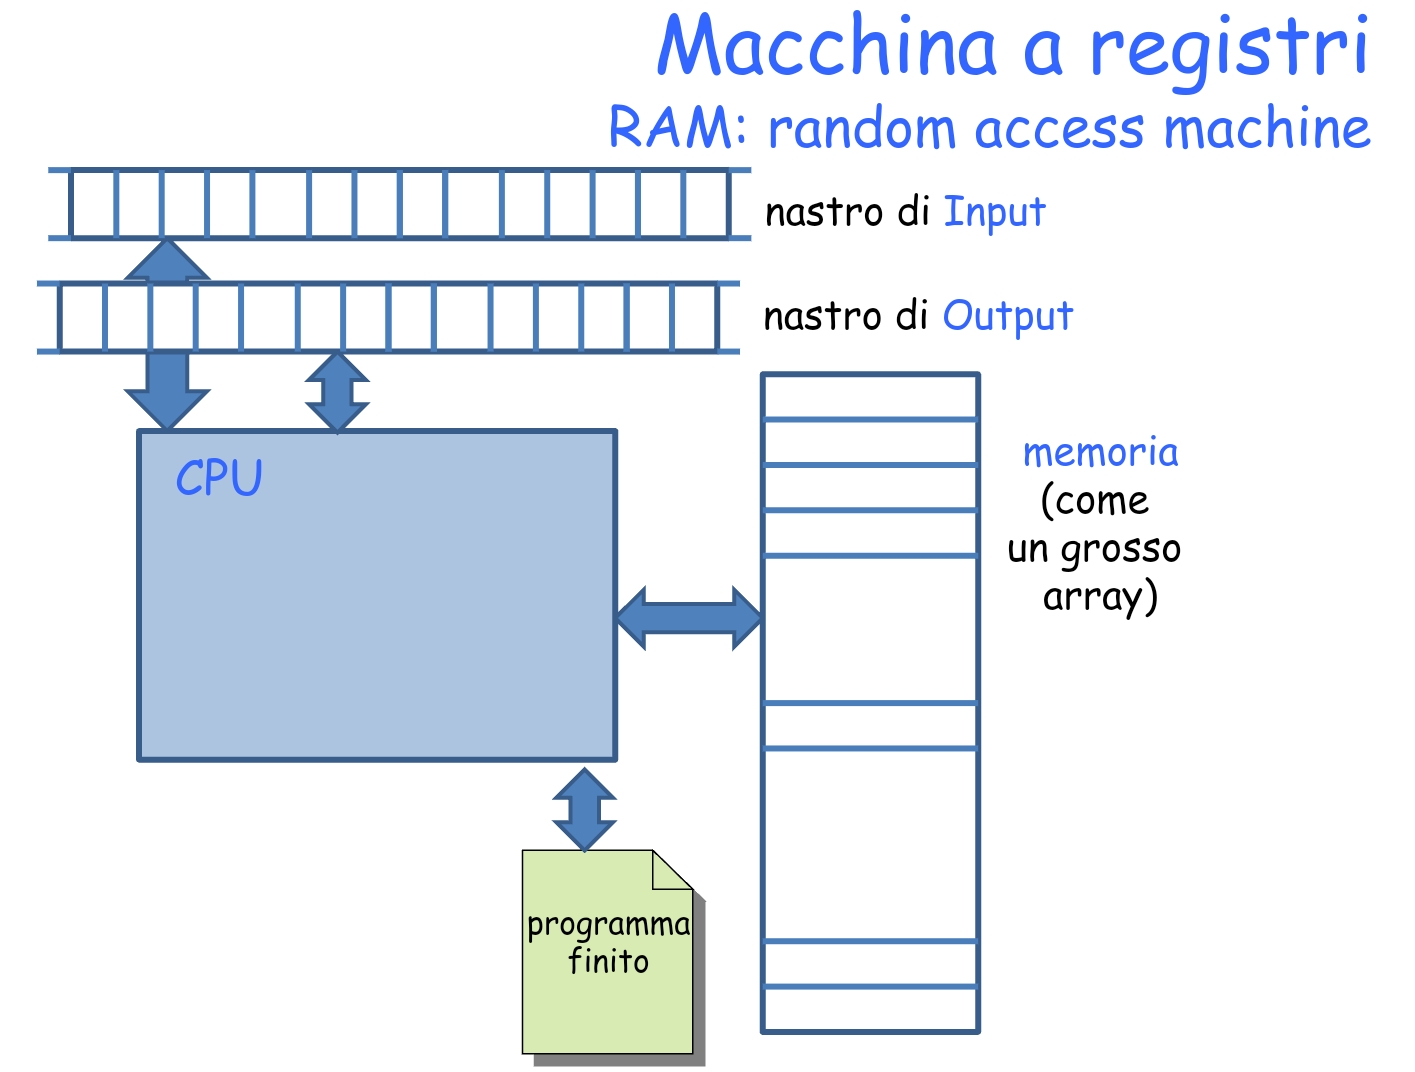 Macchina a registri
RAM: random access machine
nastro di Input
nastro di Output
CPU
memoria
(come
un grosso
array)
programma
finito